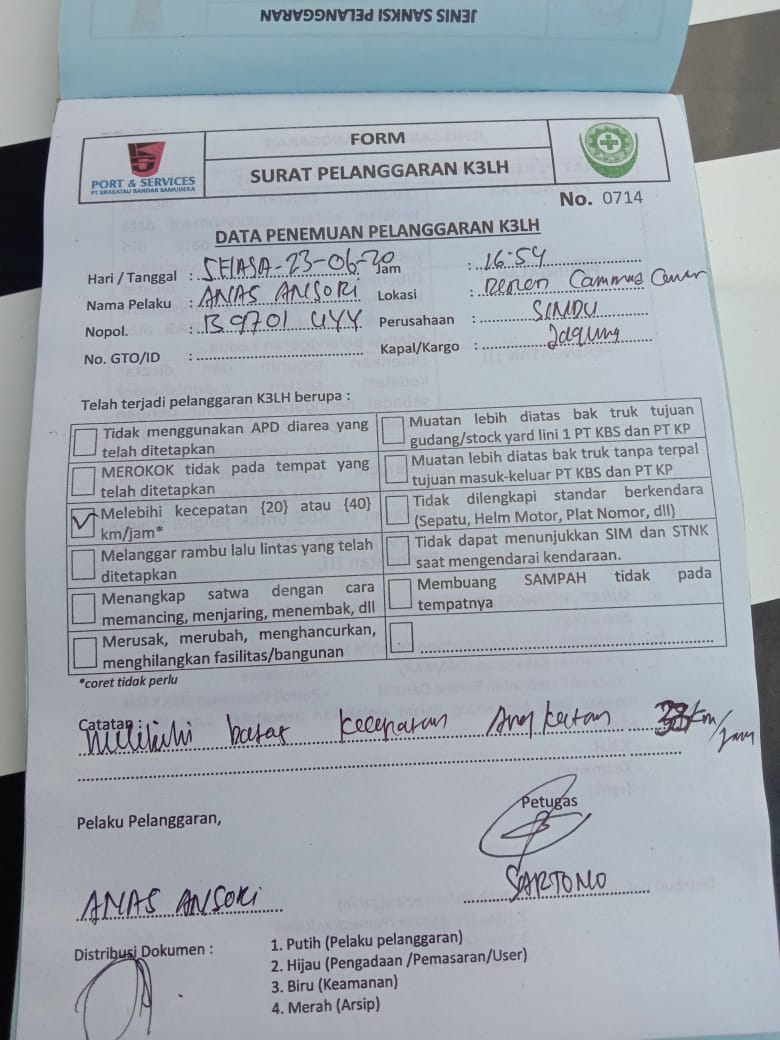 JENIS SANKSI PELANGGARAN
PORT & SERVICES
PT KRAKATAU BANDAR SAMUDERA
FORM
SURAT PELANGGARAN K3LH
No. 0714
DATA PENEMUAN PELANGGARAN K3LH
Hari / Tanggal : SElASA-23-06-20 Jam : 16.54
Nama Pelaku : ANAS ANSORI Lokasi :
Nopol. : B 9701 UYY Perusahaan : SINDU
No. GTO/ID : Kapal/Kargo : Jagung
Telah terjadi pelanggaran K3LH berupa :
Tidak menggunakan APD diarea yang
telah ditetapkan
MEROKOK tidak pada tempat yang
telah ditetapkan
Melebihi kecepatan {20} atau {40}
km/jam*
Melanggar rambu lalu lintas yang telah
ditetapkan
Menangkap satwa dengan cara
memancing, menjaring, menembak, dll
Merusak, merubah, menghancurkan,
menghilangkan fasilitas/bangunan
Muatan lebih diatas bak truk tujuan
gudang/stock yard lini 1 PT KBS dan PT KP
Muatan lebih diatas bak truk tanpa terpal
tujuan masuk-keluar PT KBS dan PT KP
Tidak dilengkapi standar berkendara
(Sepatu, Helm Motor, Plat Nomor, dll)
Tidak dapat menunjukkan SIM dan STNK
saat mengendarai kendaraan.
Membuang SAMPAH tidak pada
tempatnya
*coret tidak perlu
Catatan : batas kecepatan Angkatan km/jam
Pelaku Pelanggaran,
Petugas
ANAS ANSORI
SARTONO
Distribusi Dokumen :
1. Putih (Pelaku pelanggaran)
2. Hijau (Pengadaan /Pemasaran/User)
3. Biru (Keamanan)
4. Merah (Arsip)